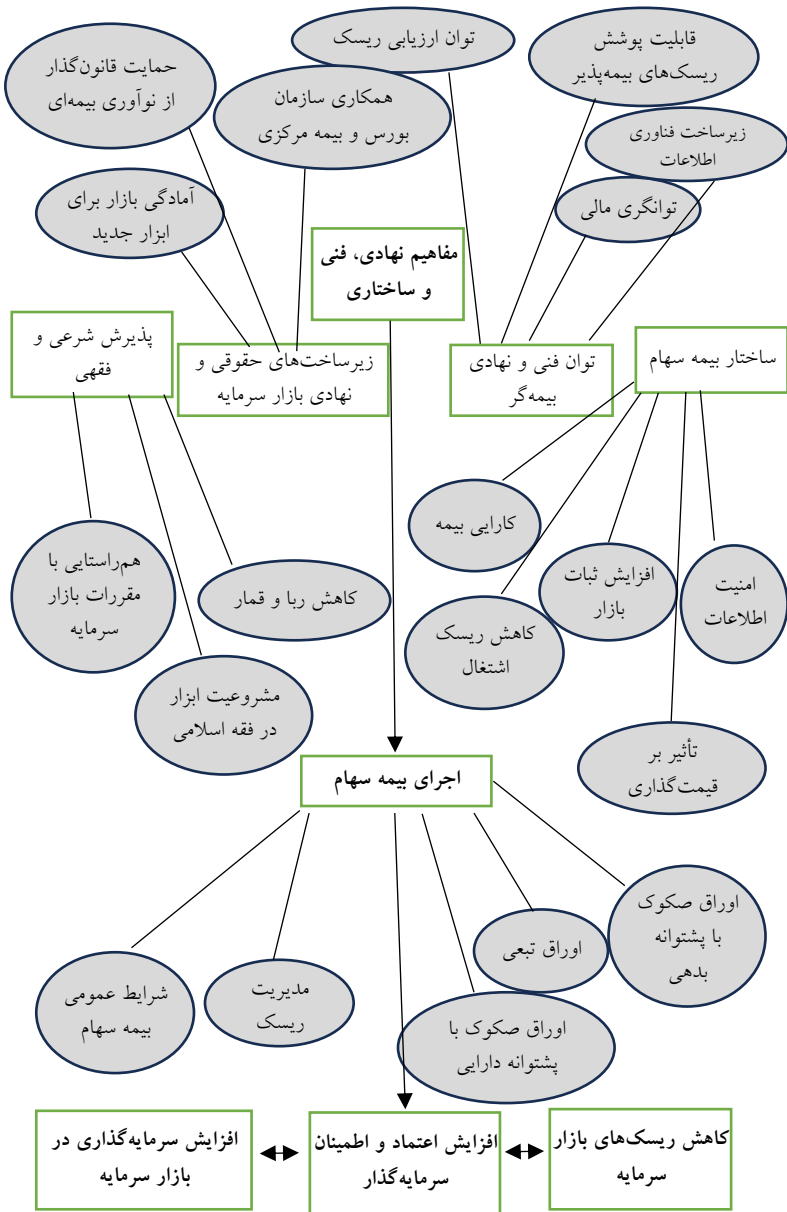 قابلیت پوشش
ریسک‌های بیمه‌پذیر
توان ارزیابی ریسک
حمایت قانون‌گذار
از نوآوری بیمه‌ای
همکاری سازمان
بورس و بیمه مرکزی
زیرساخت فناوری
اطلاعات
توانگری مالی
آمادگی بازار برای
ابزار جدید
مفاهیم نهادی، فنی
و ساختاری
ساختار بیمه سهام
توان فنی و نهادی
بیمه‌گر
زیرساخت‌های حقوقی و
نهادی بازار سرمایه
پذیرش شرعی و
فقهی
کارایی بیمه
امنیت
اطلاعات
افزایش ثبات
بازار
کاهش ریسک
اشتغال
کاهش ربا و قمار
هم‌راستایی با
مقررات بازار
سرمایه
مشروعیت ابزار
در فقه اسلامی
تأثیر بر
قیمت‌گذاری
اجرای بیمه سهام
اوراق صکوک
با پشتوانه
بدهی
اوراق تبعی
اوراق صکوک با
پشتوانه دارایی
مدیریت
ریسک
شرایط عمومی
بیمه سهام
کاهش ریسک‌های بازار
سرمایه
افزایش اعتماد و اطمینان
سرمایه‌گذار
افزایش سرمایه‌گذاری در
بازار سرمایه